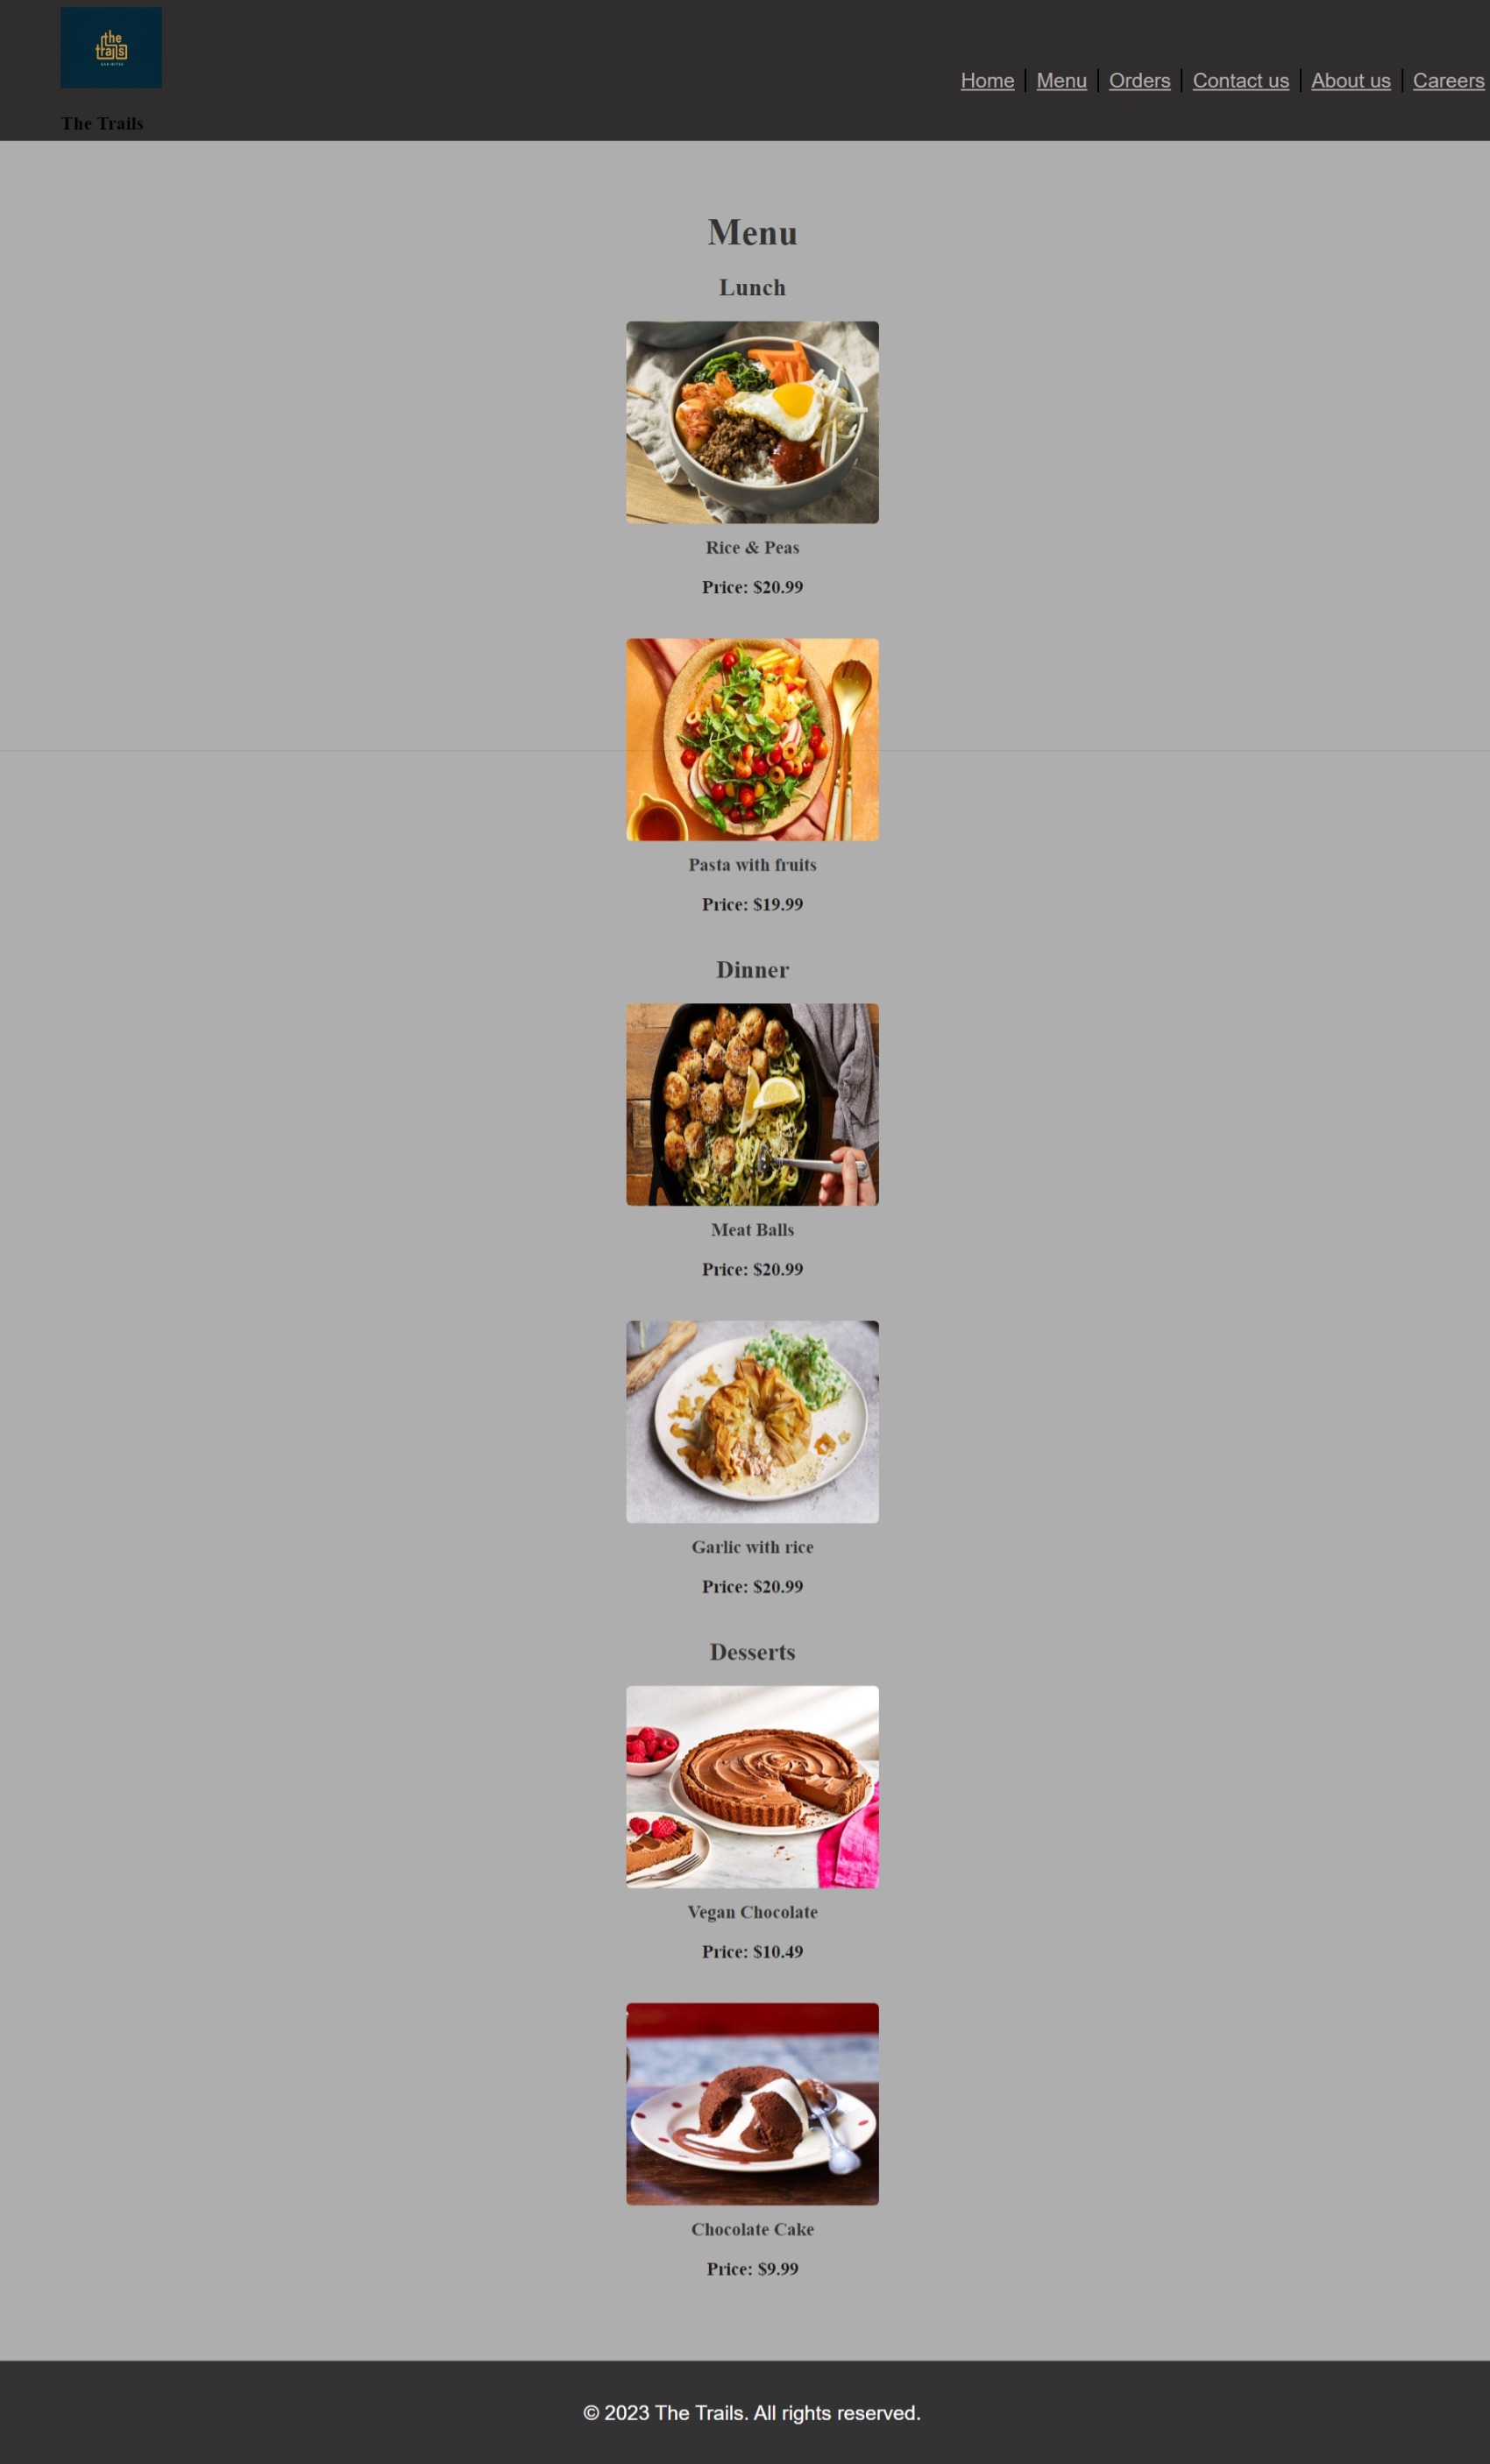 the
trails
The Trails
Home Menu Orders Contact us About us Careers
Menu
Lunch
Rice & Peas
Price: $20.99
Pasta with fruits
Price: $19.99
Dinner
Meat Balls
Price: $20.99
Garlic with rice
Price: $20.99
Desserts
Vegan Chocolate
Price: $10.49
Chocolate Cake
Price: $9.99
© 2023 The Trails. All rights reserved.